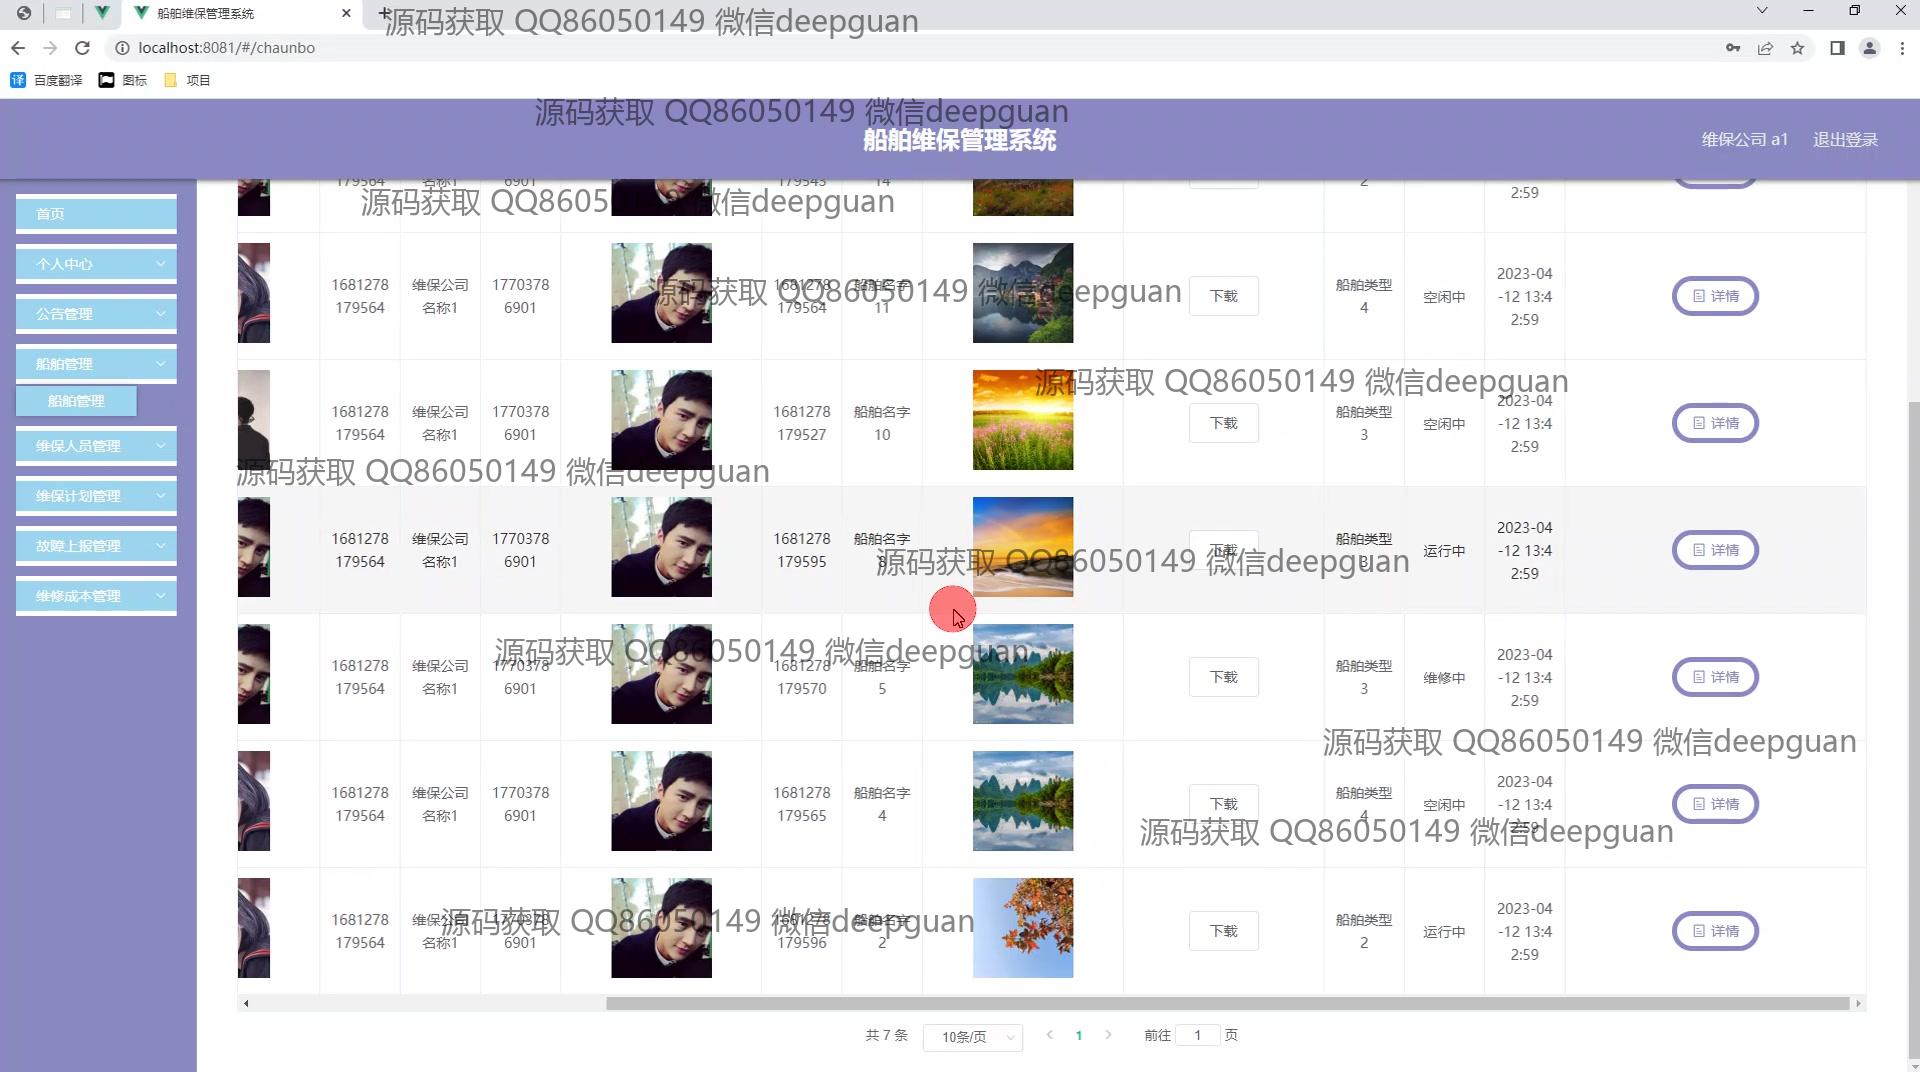 船舶维保管理系统
源码获取 QQ86050149 微信deepguan
localhost:8081/#/chaunbo
百度翻译
图标
项目
源码获取 QQ86050149 微信deepguan
船舶维保管理系统
维保公司 a1
退出登录
首页
个人中心
公告管理
船舶管理
船舶管理
维保人员管理
维保计划管理
故障上报管理
维修成本管理
179564
名称1
6901
179543
14
2
2:59
源码获取 QQ86050149 微信deepguan
1681278
179564
维保公司
名称1
1770378
6901
1681278
179564
船舶名字
11
下载
船舶类型
4
空闲中
2023-04
-12 13:4
2:59
详情
源码获取 QQ86050149 微信deepguan
源码获取 QQ86050149 微信deepguan
1681278
179564
维保公司
名称1
1770378
6901
1681278
179527
船舶名字
10
下载
船舶类型
3
空闲中
2023-04
-12 13:4
2:59
详情
源码获取 QQ86050149 微信deepguan
1681278
179564
维保公司
名称1
1770378
6901
1681278
179595
船舶名字
8
下载
船舶类型
3
运行中
2023-04
-12 13:4
2:59
详情
源码获取 QQ86050149 微信deepguan
源码获取 QQ86050149 微信deepguan
1681278
179564
维保公司
名称1
1770378
6901
1681278
179570
船舶名字
5
下载
船舶类型
3
维修中
2023-04
-12 13:4
2:59
详情
源码获取 QQ86050149 微信deepguan
1681278
179564
维保公司
名称1
1770378
6901
1681278
179565
船舶名字
4
下载
船舶类型
4
空闲中
2023-04
-12 13:4
2:59
详情
源码获取 QQ86050149 微信deepguan
1681278
179564
维保公司
名称1
1770378
6901
1681278
179596
船舶名字
2
下载
船舶类型
2
运行中
2023-04
-12 13:4
2:59
详情
源码获取 QQ86050149 微信deepguan
共 7 条
10条/页
1
前往
1
页